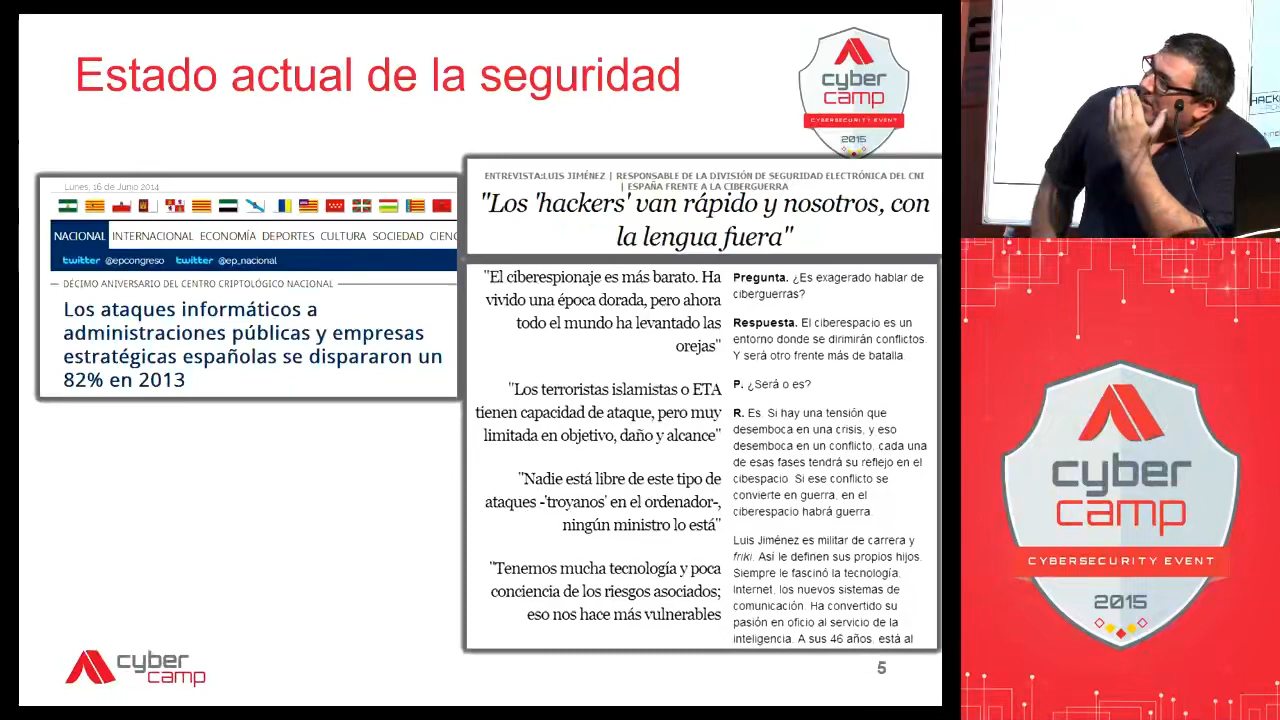 Estado actual de la seguridad
cyber
camp
CYBERSECURITY EVENT
2015
Lunes, 16 de Junio 2014
NACIONAL INTERNACIONAL ECONOMÍA DEPORTES CULTURA SOCIEDAD CIENC
twitter @epcongreso twitter @ep_nacional
DÉCIMO ANIVERSARIO DEL CENTRO CRIPTOLÓGICO NACIONAL
Los ataques informáticos a
administraciones públicas y empresas
estratégicas españolas se dispararon un
82% en 2013
ENTREVISTA:LUIS JIMÉNEZ | RESPONSABLE DE LA DIVISIÓN DE SEGURIDAD ELECTRÓNICA DEL CNI
| ESPAÑA FRENTE A LA CIBERGUERRA
"Los 'hackers' van rápido y nosotros, con
la lengua fuera"
"El ciberespionaje es más barato. Ha
vivido una época dorada, pero ahora
todo el mundo ha levantado las
orejas"
"Los terroristas islamistas o ETA
tienen capacidad de ataque, pero muy
limitada en objetivo, daño y alcance"
"Nadie está libre de este tipo de
ataques -'troyanos' en el ordenador-,
ningún ministro lo está"
"Tenemos mucha tecnología y poca
conciencia de los riesgos asociados;
eso nos hace más vulnerables
Pregunta. ¿Es exagerado hablar de
ciberguerras?
Respuesta. El ciberespacio es un
entorno donde se dirimirán conflictos.
Y será otro frente más de batalla.
P. ¿Será o es?
R. Es. Si hay una tensión que
desemboca en una crisis, y eso
desemboca en un conflicto, cada una
de esas fases tendrá su reflejo en el
cibespacio. Si ese conflicto se
convierte en guerra, en el
ciberespacio habrá guerra.
Luis Jiménez es militar de carrera y
friki. Así le definen sus propios hijos.
Siempre le fascinó la tecnología,
Internet, los nuevos sistemas de
comunicación. Ha convertido su
pasión en oficio al servicio de la
inteligencia. A sus 46 años, está al
cyber
camp
5
cyber
camp
CYBERSECURITY EVENT
2015